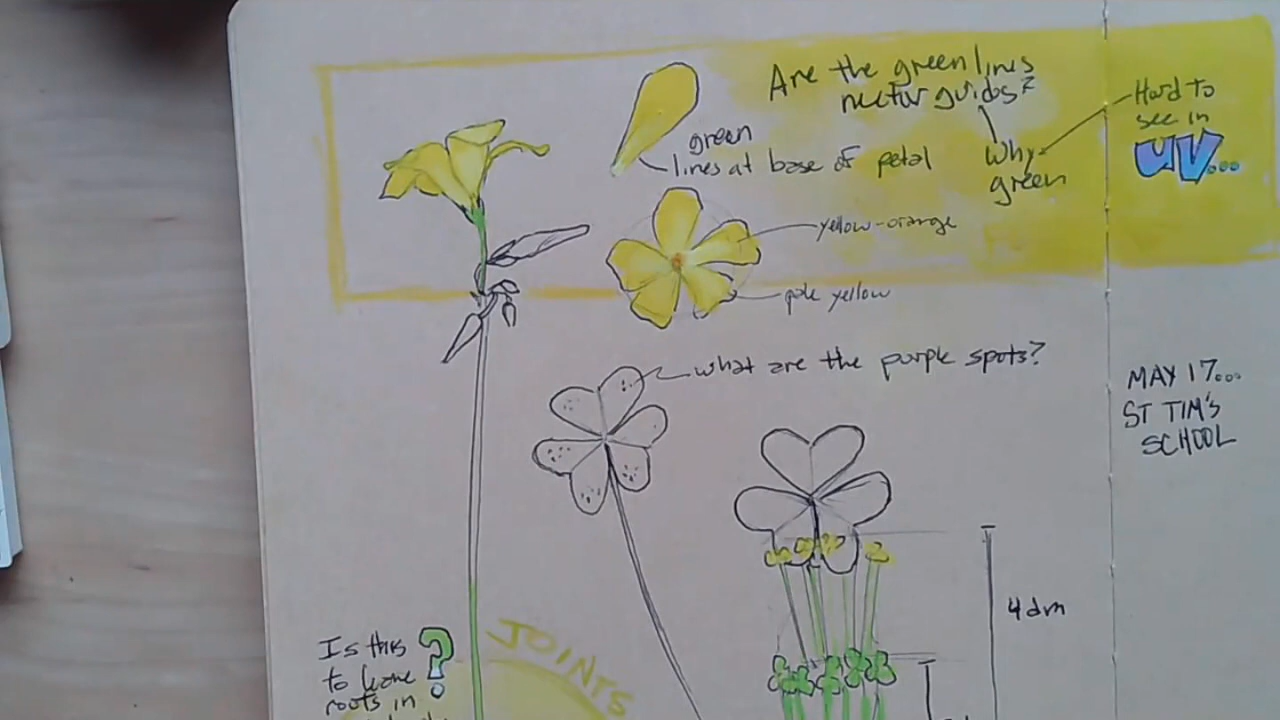 Are the green lines
nectar guides?
green
lines at base of petal
Why
green
Hard to
see in
UV...
yellow-orange
pale yellow
What are the purple spots?
MAY 17...
ST TIM'S
SCHOOL
4dm
Is this
to leave
roots in
JOINTS